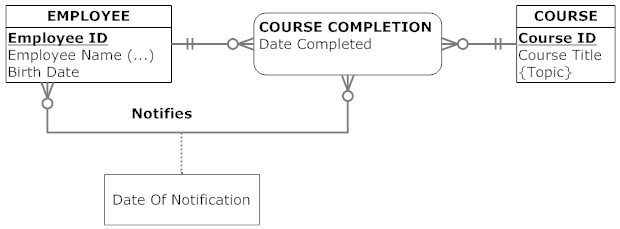 EMPLOYEE
Employee ID
Employee Name (...)
Birth Date
COURSE COMPLETION
Date Completed
COURSE
Course ID
Course Title
{Topic}
Notifies
Date Of Notification